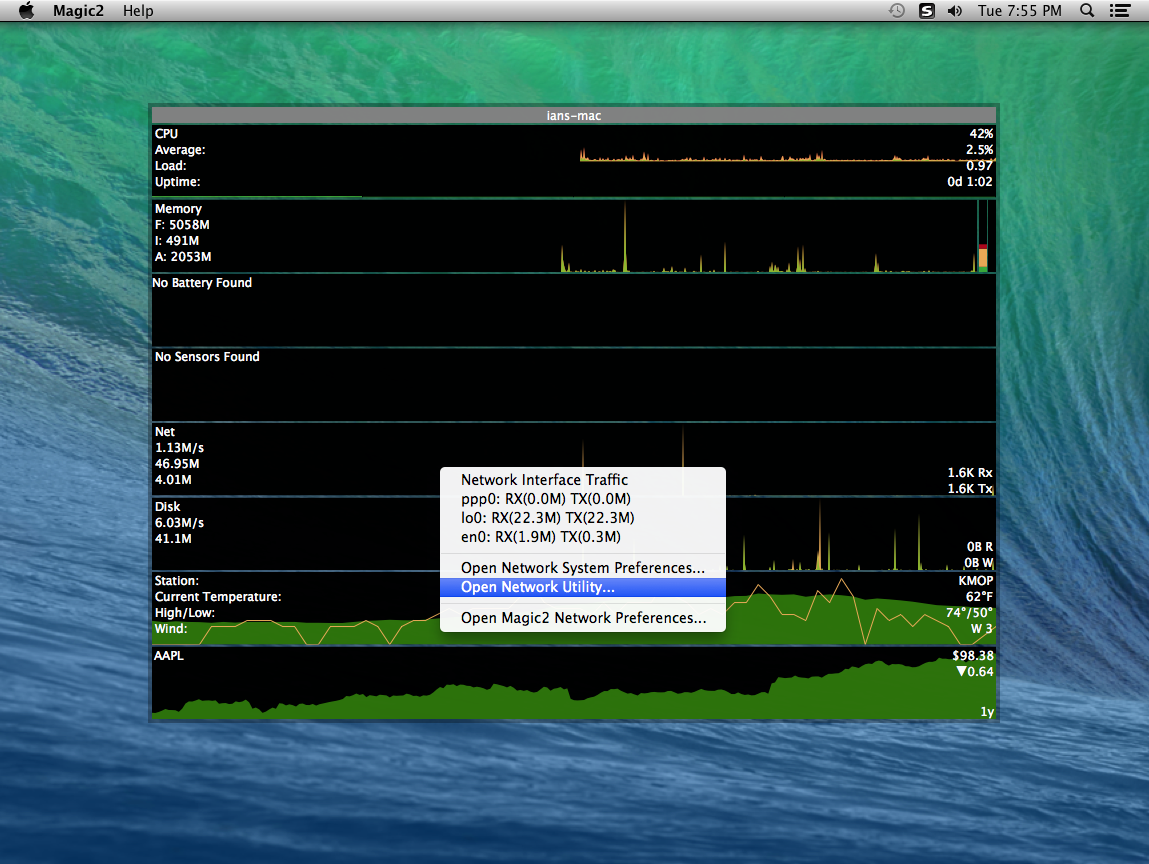 Magic2 Help Tue 7:55 PM
ians-mac
CPU 42%
Average: 2.5%
Load: 0.97
Uptime: 0d 1:02
Memory
F: 5058M
I: 491M
A: 2053M
No Battery Found
No Sensors Found
Net
1.13M/s
46.95M
4.01M
1.6K Rx
1.6K Tx
Network Interface Traffic
ppp0: RX(0.0M) TX(0.0M)
lo0: RX(22.3M) TX(22.3M)
en0: RX(1.9M) TX(0.3M)
Open Network System Preferences...
Open Network Utility...
Open Magic2 Network Preferences...
Disk
6.03M/s
41.1M
0B R
0B W
Station: KMOP
Current Temperature: 62°F
High/Low: 74°/50°
Wind: W 3
AAPL $98.38
▼0.64
1y